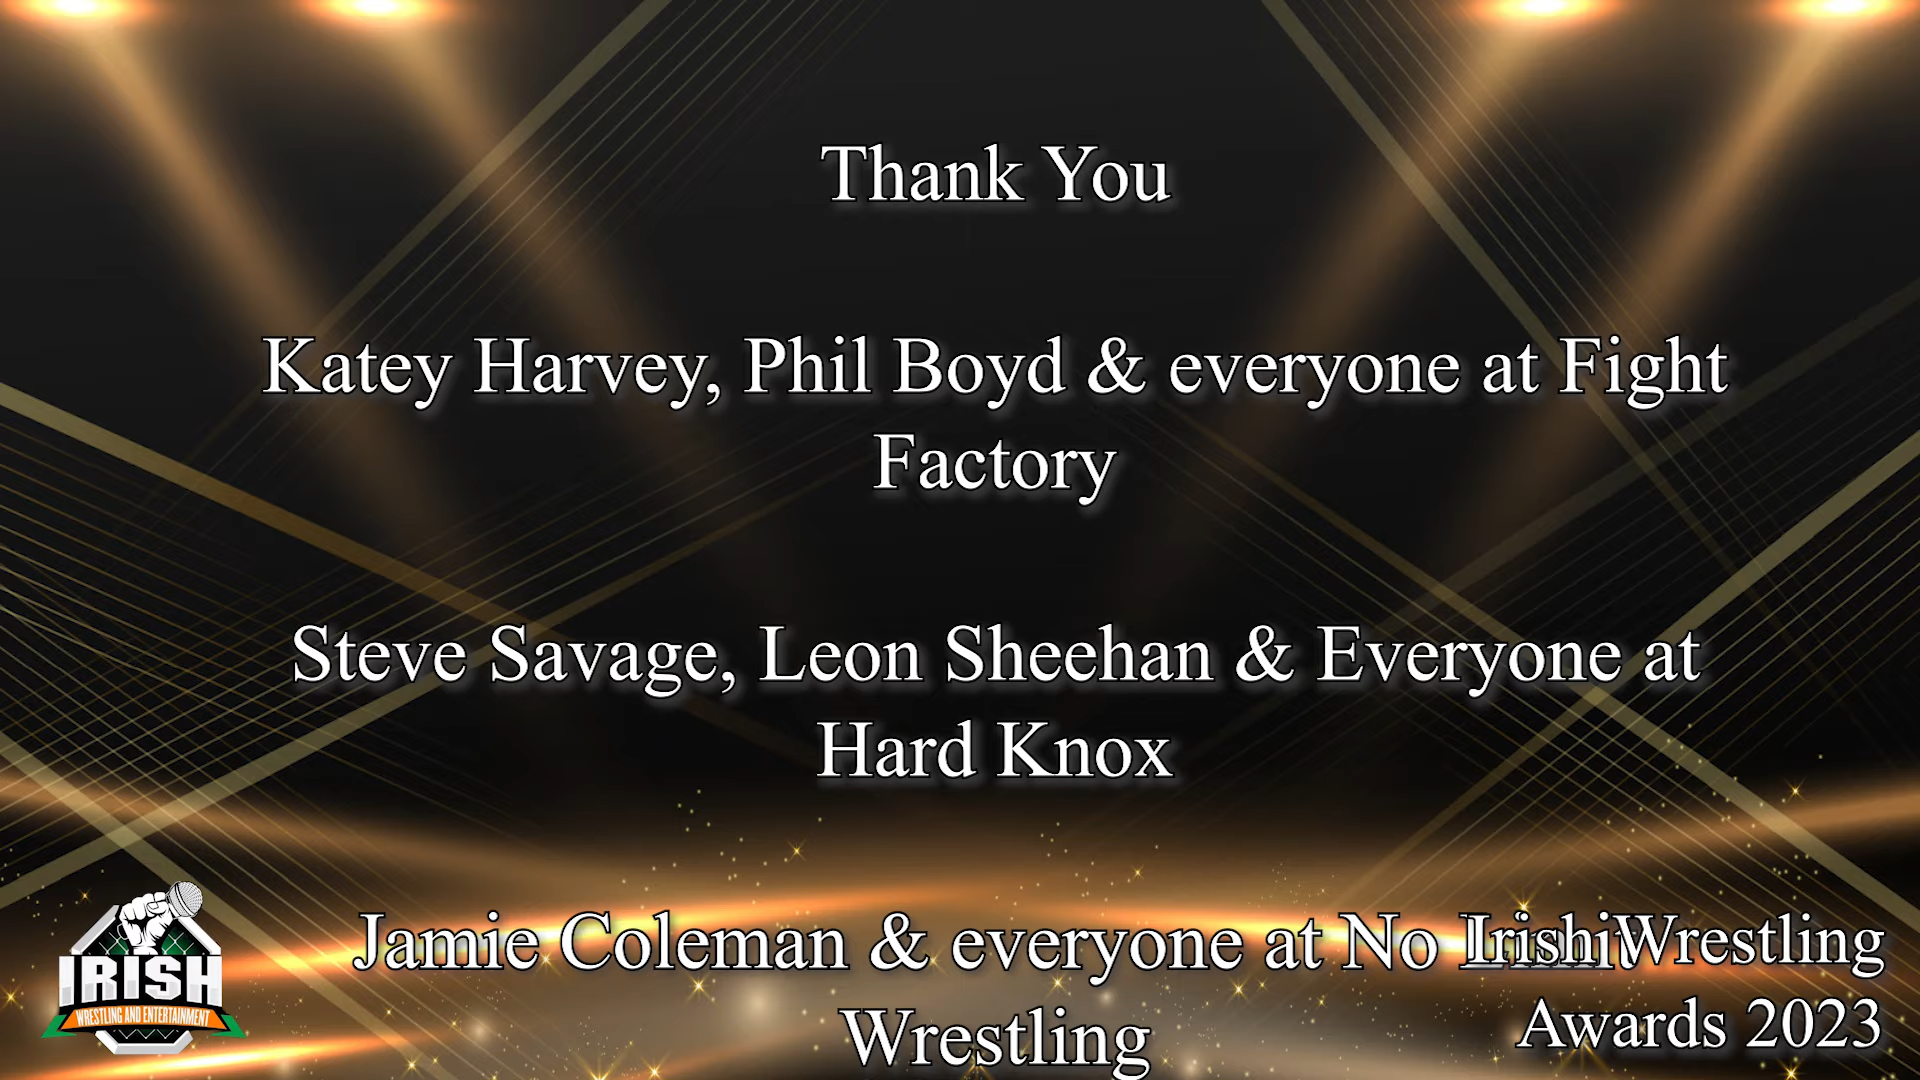 Thank You
Katey Harvey, Phil Boyd & everyone at Fight
Factory
Steve Savage, Leon Sheehan & Everyone at
Hard Knox
Jamie Coleman & everyone at No Limit
Wrestling
Irish Wrestling
Awards 2023
IRISH
WRESTLING AND ENTERTAINMENT